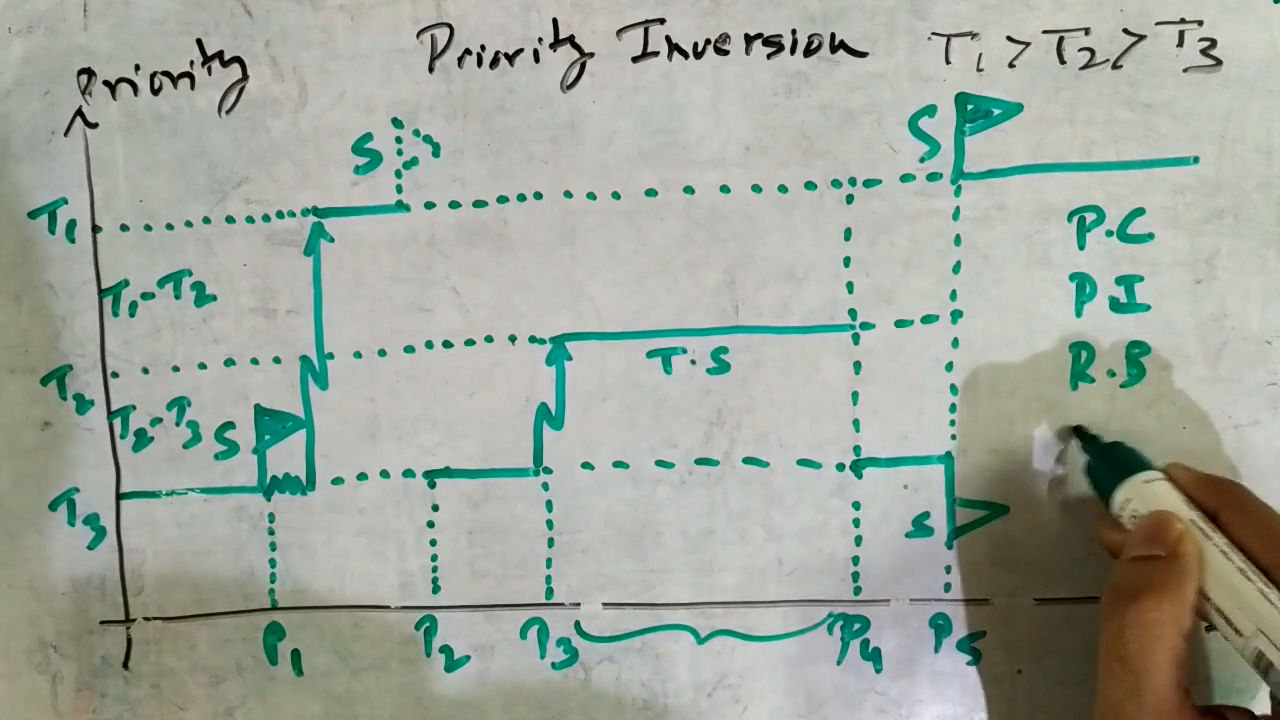 Priority Inversion T1 > T2 > T3
Priority
S
S
T1
P.C
T1-T2
P I
T2
T.S
R.B
T2-T3
S
T3
S
P1 P2 P3 P4 P5